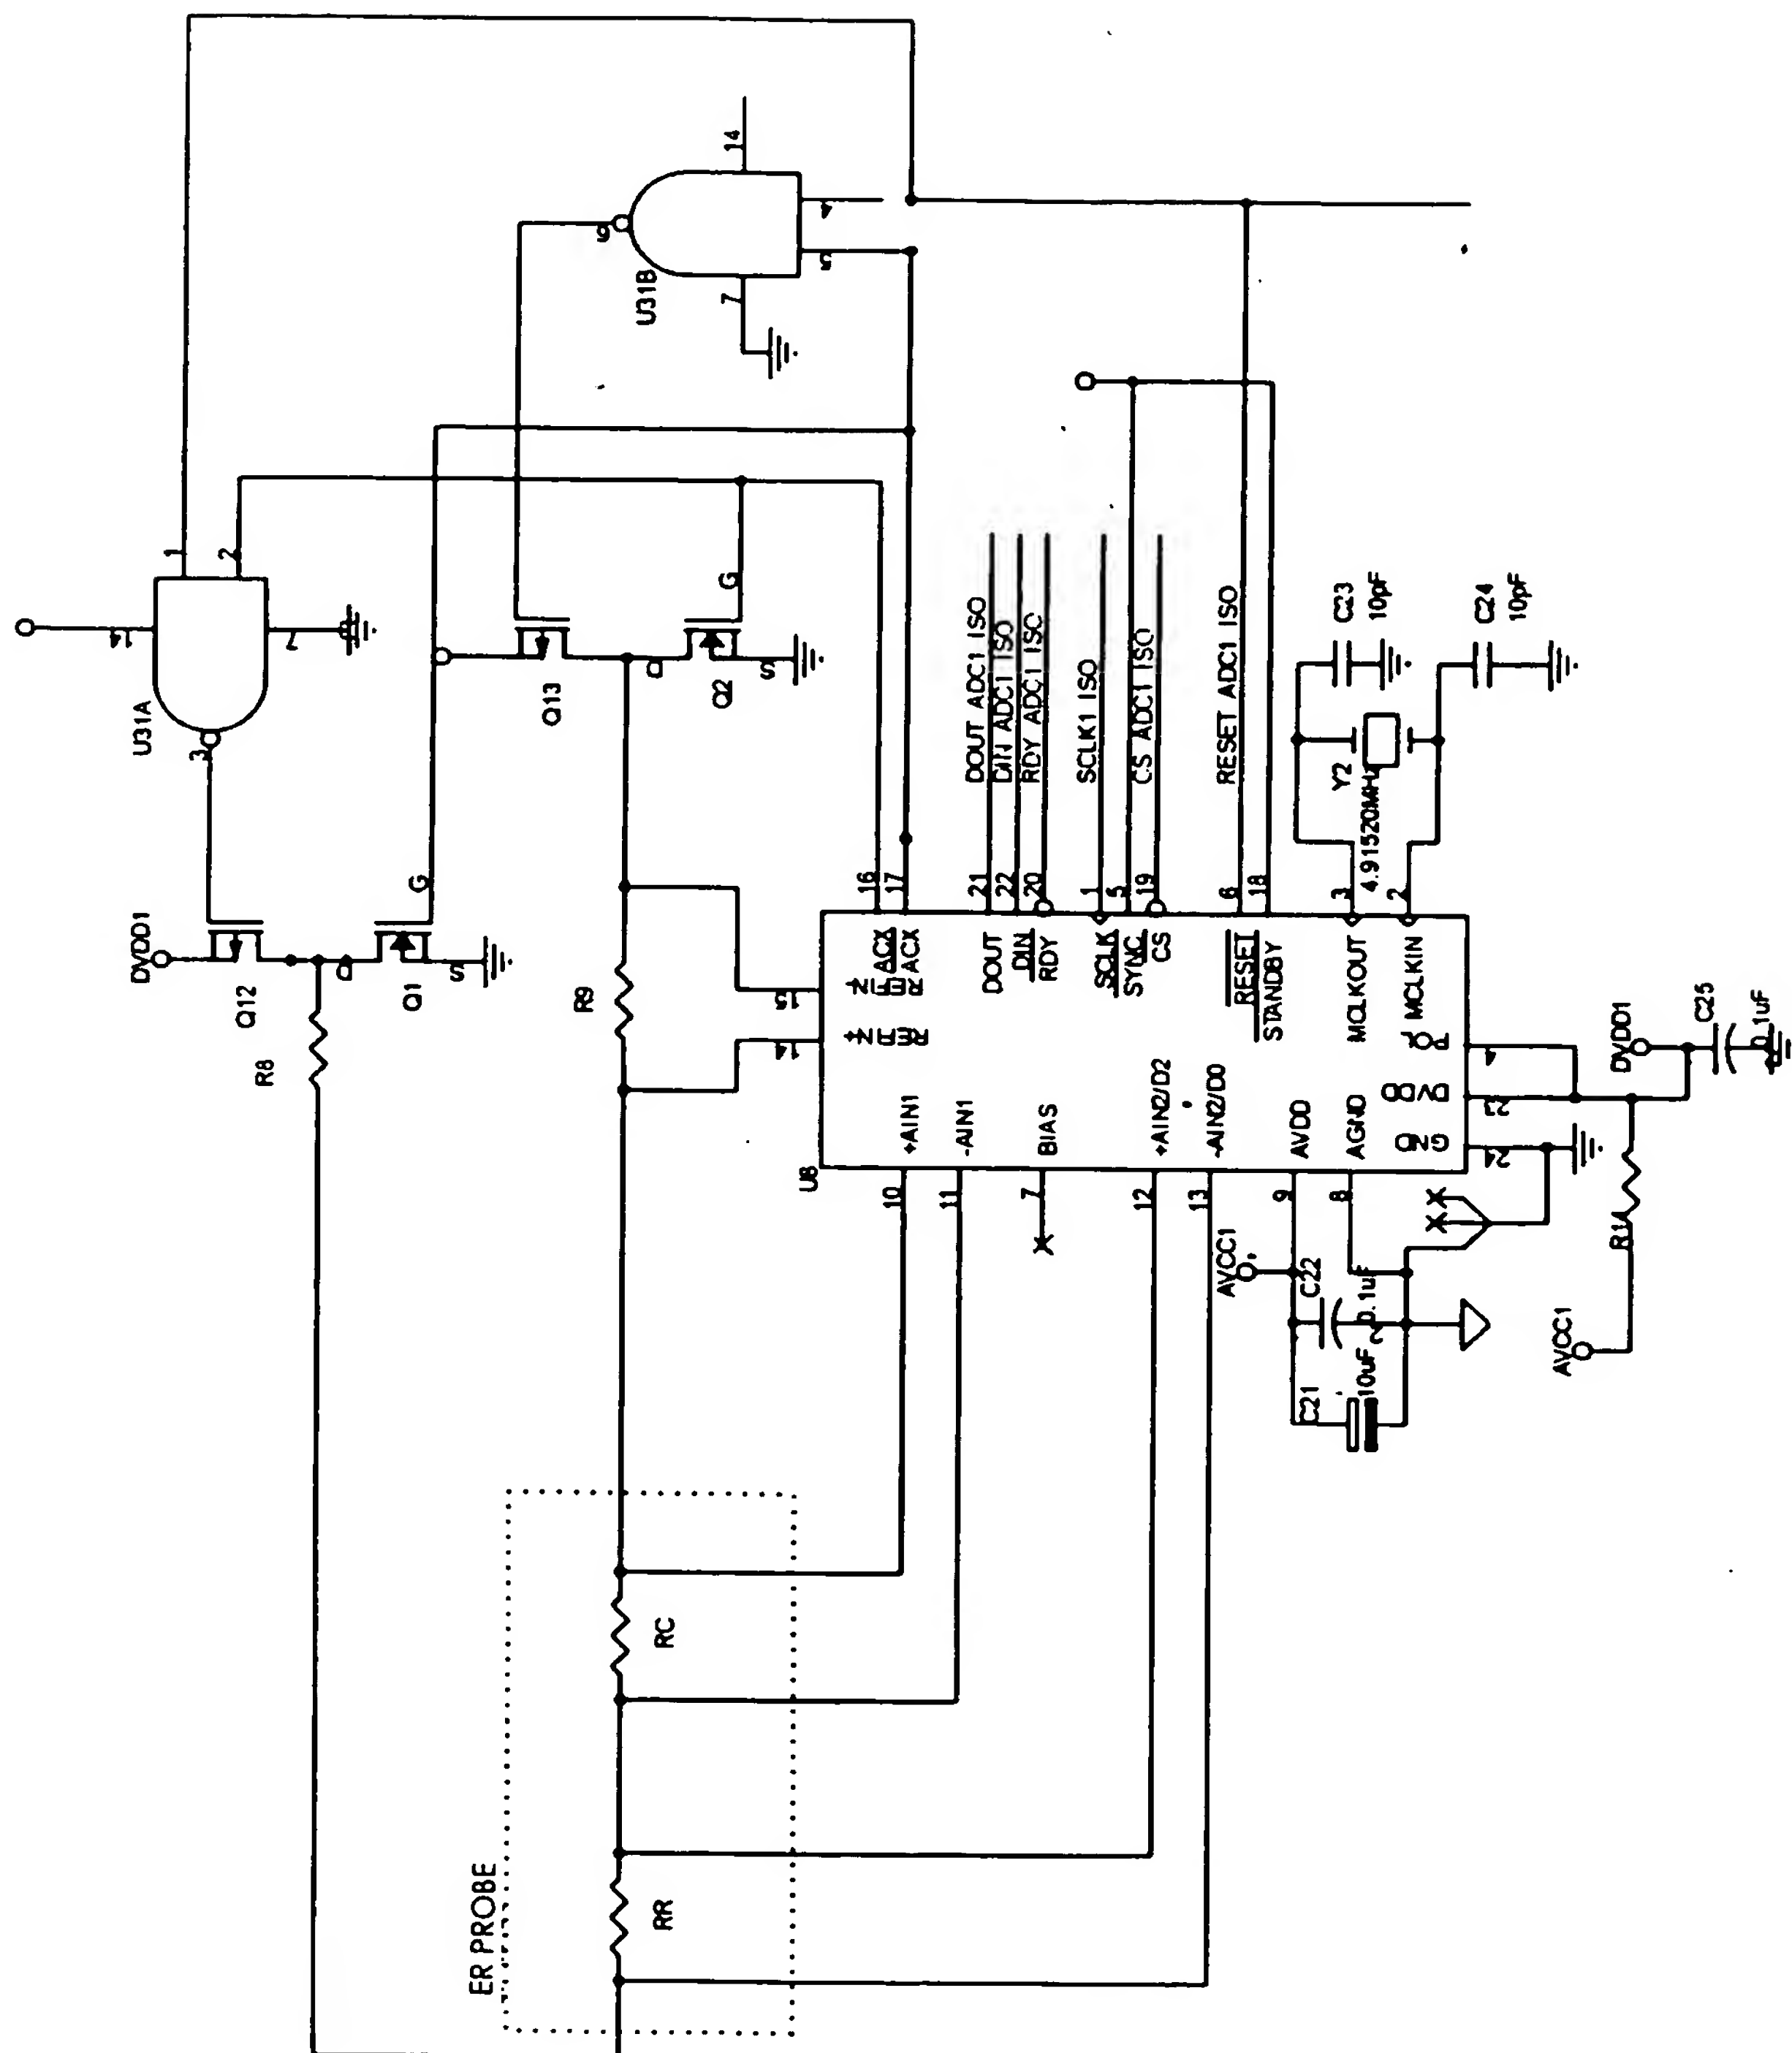 1
2
14
7
U31A
3
14
4
5
6
7
U31B
DVDD1
Q12
R8
D
S
G
Q1
Q13
D
S
G
Q2
R9
16
17
21
22
20
1
5
19
6
18
3
2
DOUT ADC1 ISO
DIN ADC1 ISO
RDY ADC1 ISO
SCLK1 ISO
CS ADC1 ISO
RESET ADC1 ISO
Y2
4.91520MHz
C23
10pF
C24
10pF
15
14
ACX
ACX
REF IN-
REF IN+
DOUT
DIN
RDY
SCLK
SYNC
CS
RESET
STANDBY
MCLKOUT
MCLKIN
+AIN1
-AIN1
BIAS
+AIN2/D2
-AIN2/D0
AVDD
AGND
DVDD
GND
U8
10
11
7
12
13
9
8
4
23
24
DVDD1
C25
0.1uF
AVCC1
C22
0.1uF
C21
10uF
AVCC1
ER PROBE
RC
RR